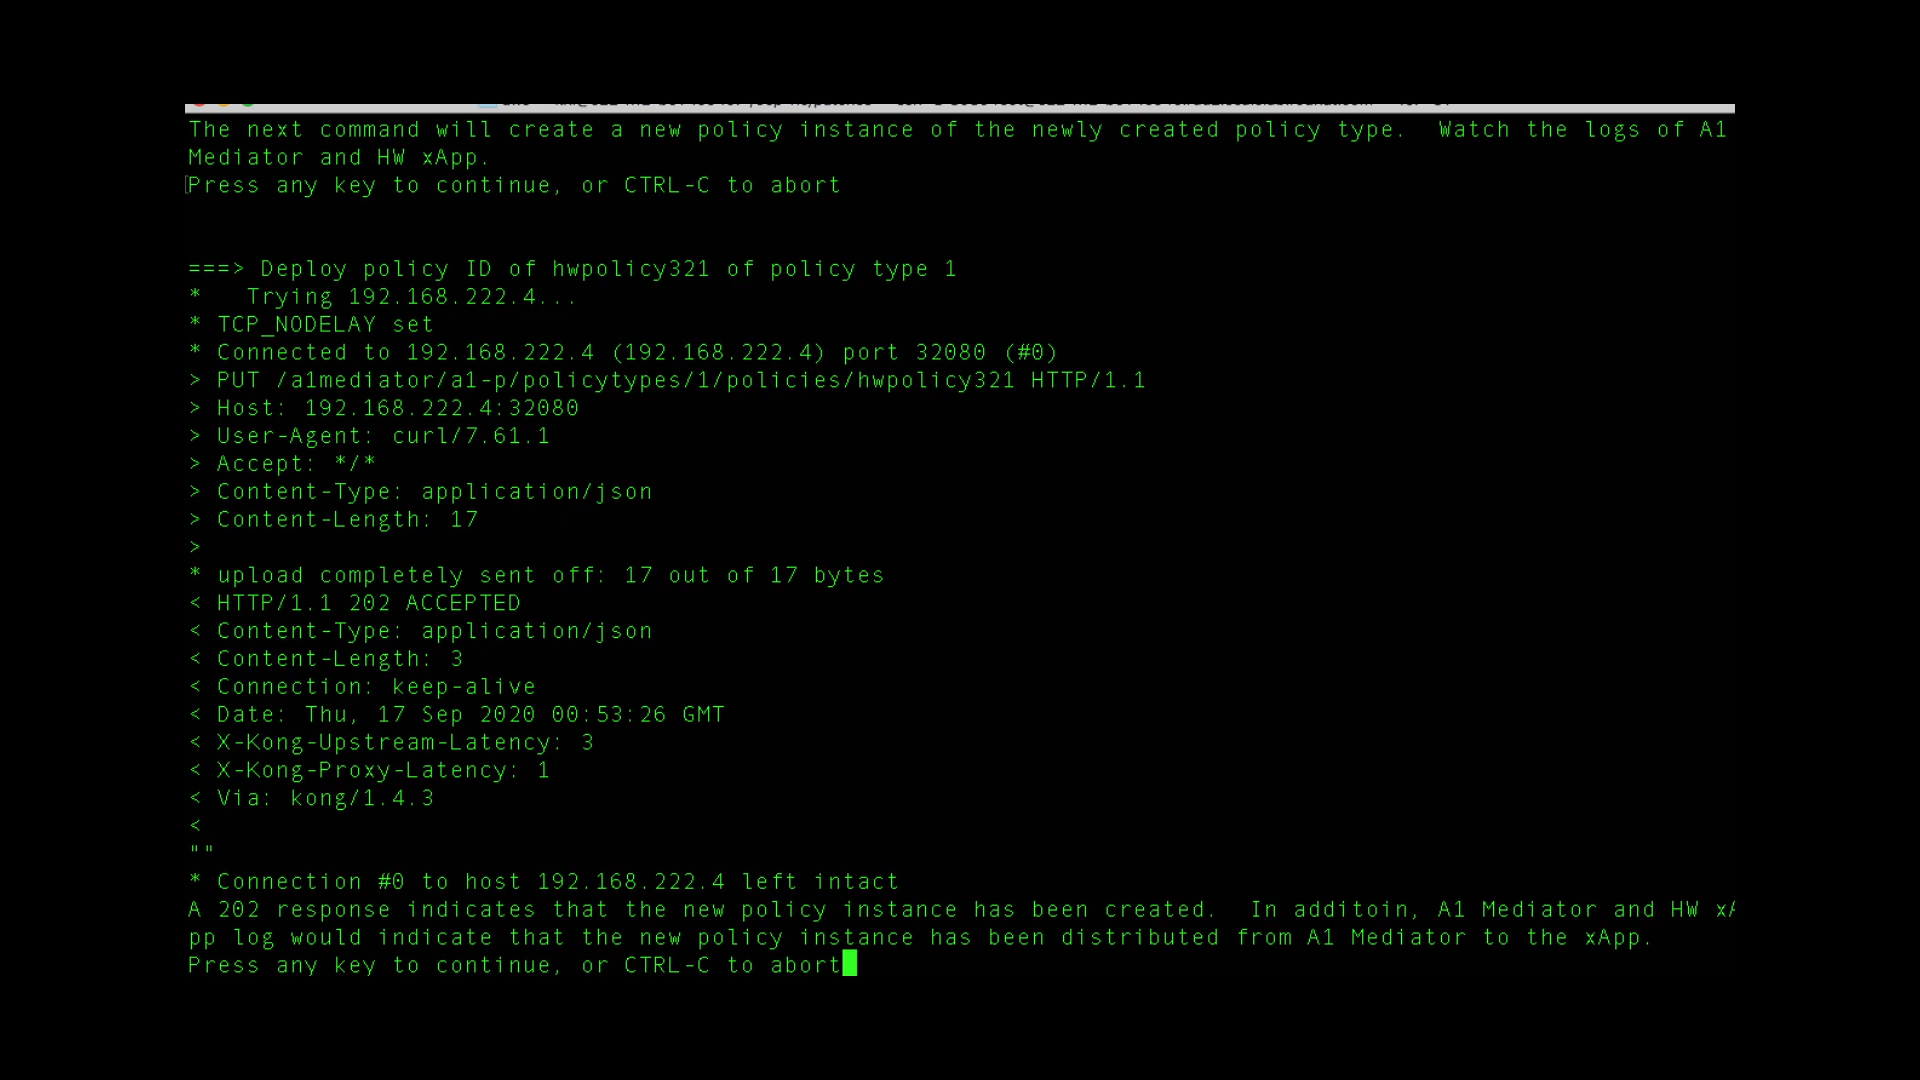 The next command will create a new policy instance of the newly created policy type.  Watch the logs of A1
Mediator and HW xApp.
Press any key to continue, or CTRL-C to abort
===> Deploy policy ID of hwpolicy321 of policy type 1
*   Trying 192.168.222.4...
* TCP_NODELAY set
* Connected to 192.168.222.4 (192.168.222.4) port 32080 (#0)
> PUT /a1mediator/a1-p/policytypes/1/policies/hwpolicy321 HTTP/1.1
> Host: 192.168.222.4:32080
> User-Agent: curl/7.61.1
> Accept: */*
> Content-Type: application/json
> Content-Length: 17
>
* upload completely sent off: 17 out of 17 bytes
< HTTP/1.1 202 ACCEPTED
< Content-Type: application/json
< Content-Length: 3
< Connection: keep-alive
< Date: Thu, 17 Sep 2020 00:53:26 GMT
< X-Kong-Upstream-Latency: 3
< X-Kong-Proxy-Latency: 1
< Via: kong/1.4.3
<
""
* Connection #0 to host 192.168.222.4 left intact
A 202 response indicates that the new policy instance has been created.  In additoin, A1 Mediator and HW xA
pp log would indicate that the new policy instance has been distributed from A1 Mediator to the xApp.
Press any key to continue, or CTRL-C to abort